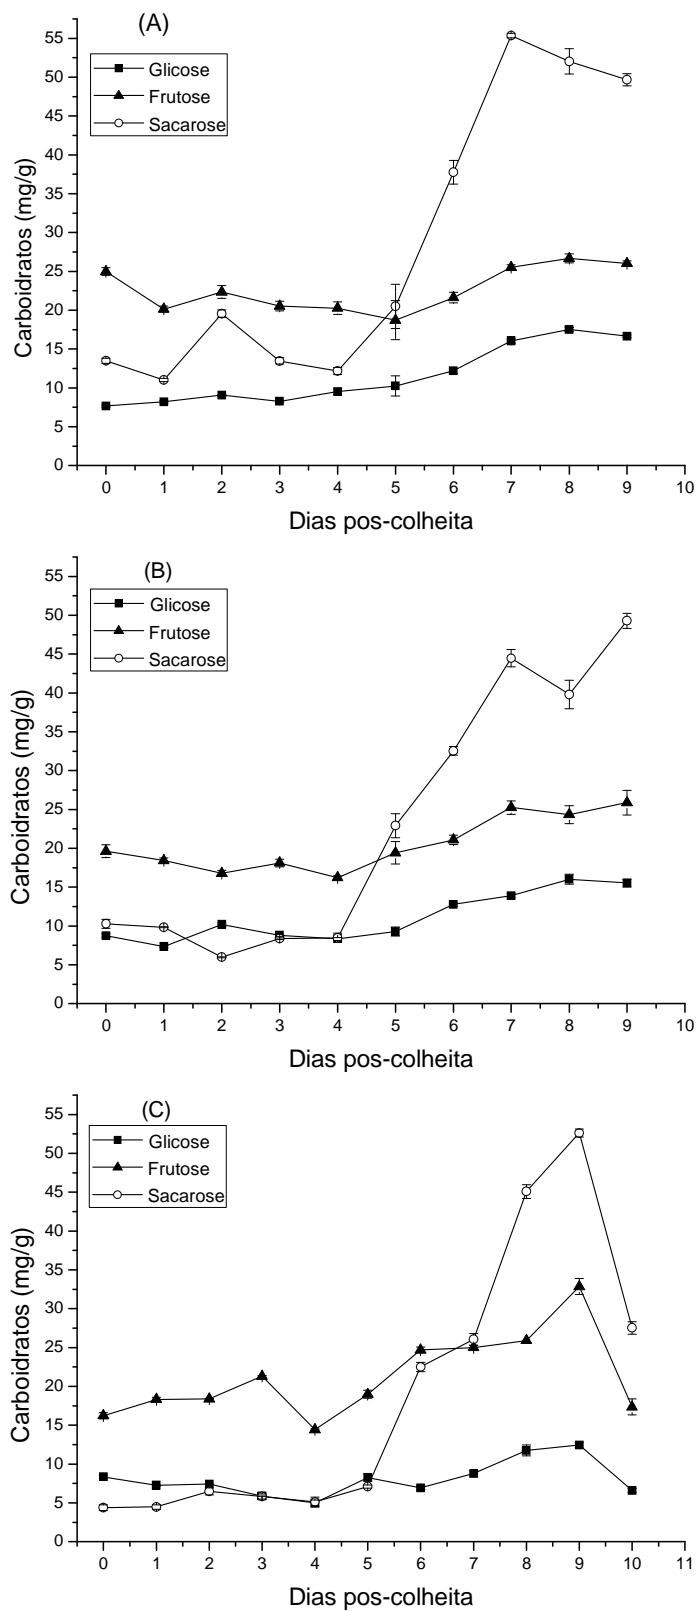 (A)
55
50
45
40
35
30
25
20
15
10
5
0
Carboidratos (mg/g)
Glicose
Frutose
Sacarose
0 1 2 3 4 5 6 7 8 9 10
Dias pos-colheita
(B)
55
50
45
40
35
30
25
20
15
10
5
0
Carboidratos (mg/g)
Glicose
Frutose
Sacarose
0 1 2 3 4 5 6 7 8 9 10
Dias pos-colheita
(C)
55
50
45
40
35
30
25
20
15
10
5
0
Carboidratos (mg/g)
Glicose
Frutose
Sacarose
0 1 2 3 4 5 6 7 8 9 10 11
Dias pos-colheita